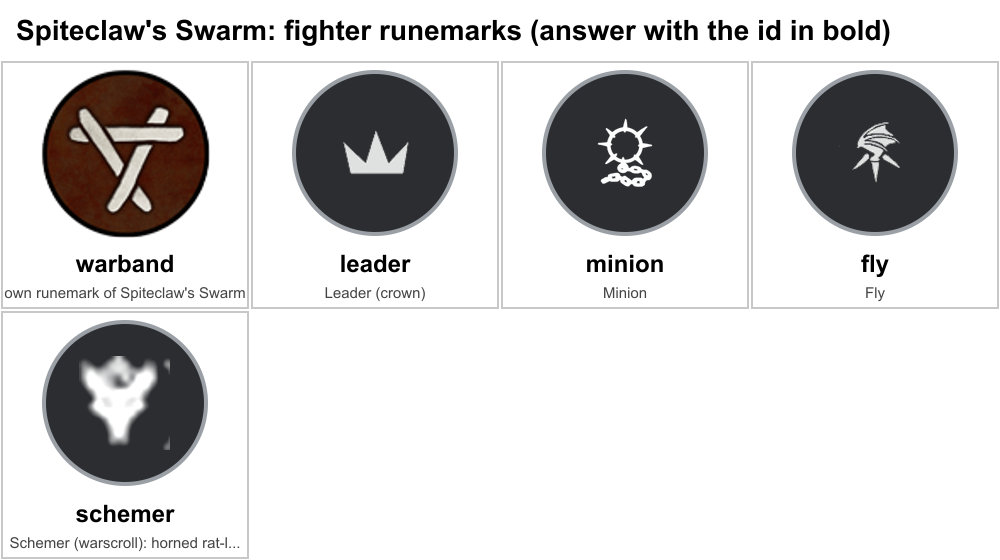 Spiteclaw's Swarm: fighter runemarks (answer with the id in bold)
warband
own runemark of Spiteclaw's Swarm
leader
Leader (crown)
minion
Minion
fly
Fly
schemer
Schemer (warscroll): horned rat-l...